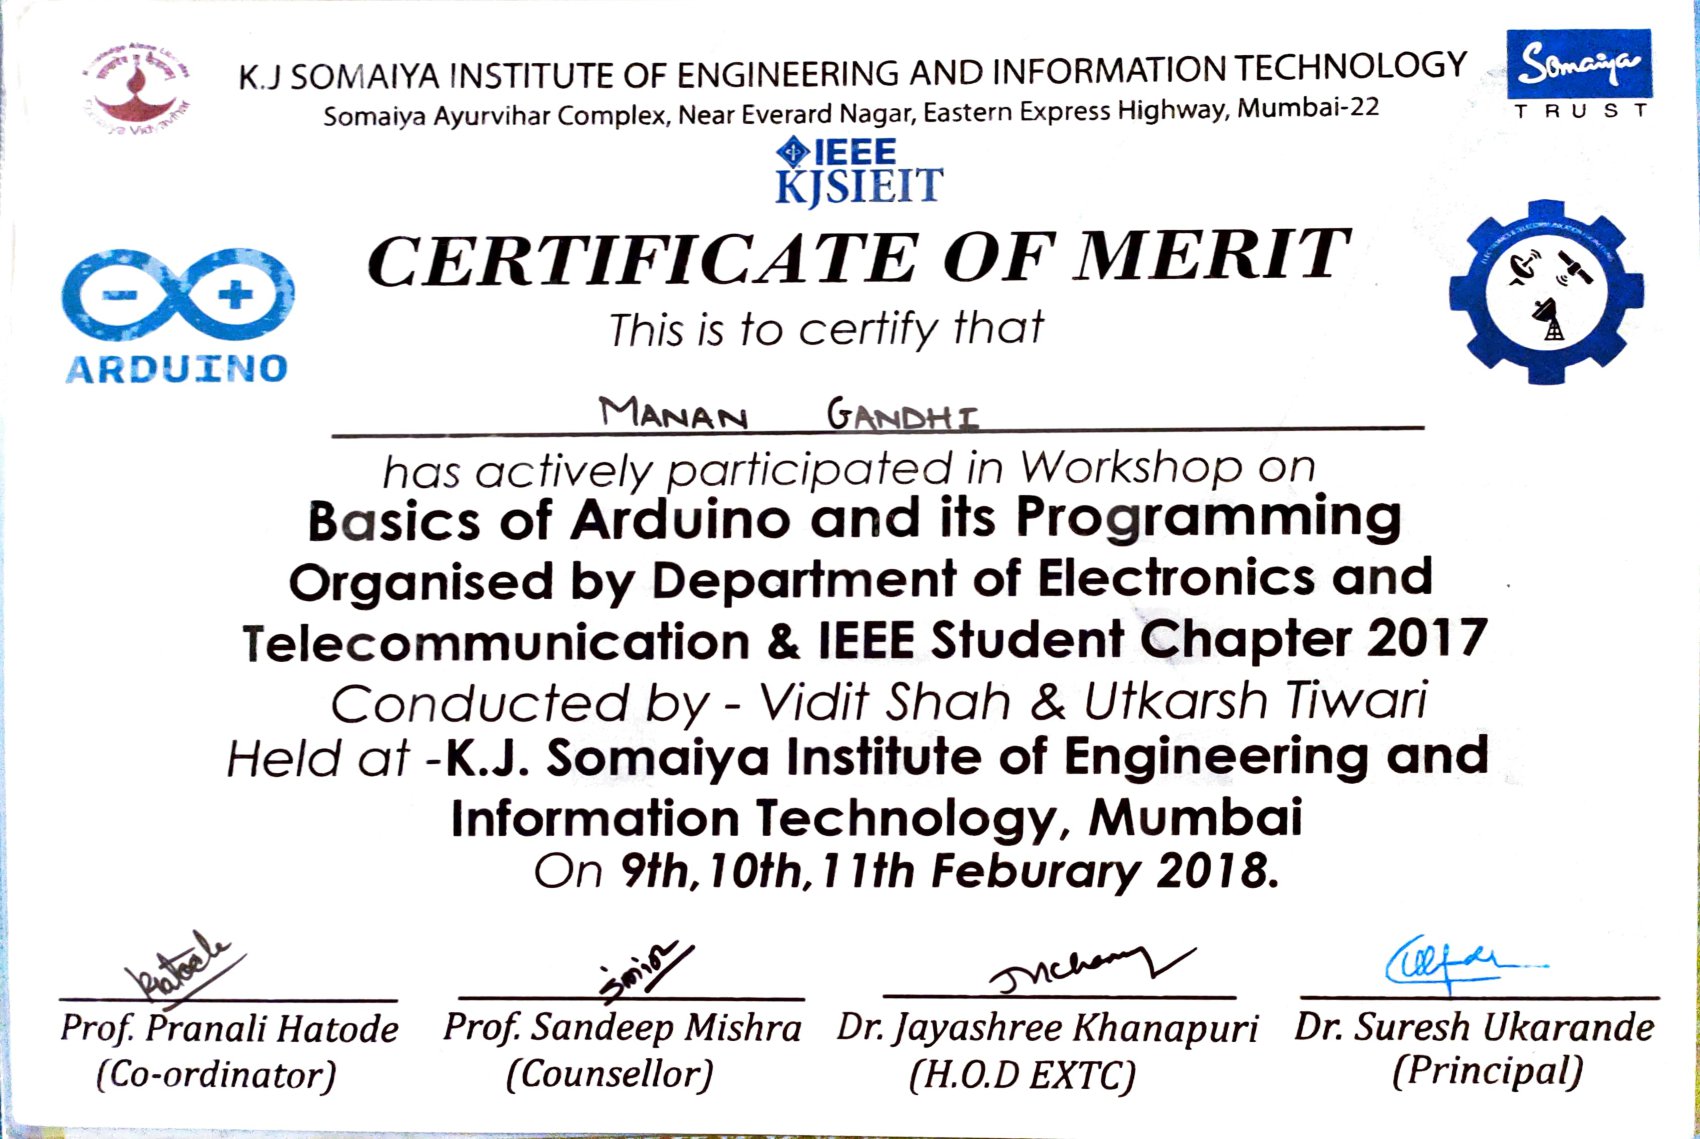 K.J SOMAIYA INSTITUTE OF ENGINEERING AND INFORMATION TECHNOLOGY
Somaiya Ayurvihar Complex, Near Everard Nagar, Eastern Express Highway, Mumbai-22
Somaiya
TRUST
IEEE
KJSIEIT
CERTIFICATE OF MERIT
ARDUINO
This is to certify that
MANAN GANDHI
has actively participated in Workshop on
Basics of Arduino and its Programming
Organised by Department of Electronics and
Telecommunication & IEEE Student Chapter 2017
Conducted by - Vidit Shah & Utkarsh Tiwari
Held at -K.J. Somaiya Institute of Engineering and
Information Technology, Mumbai
On 9th,10th,11th Feburary 2018.
Prof. Pranali Hatode
(Co-ordinator)
Prof. Sandeep Mishra
(Counsellor)
Dr. Jayashree Khanapuri
(H.O.D EXTC)
Dr. Suresh Ukarande
(Principal)